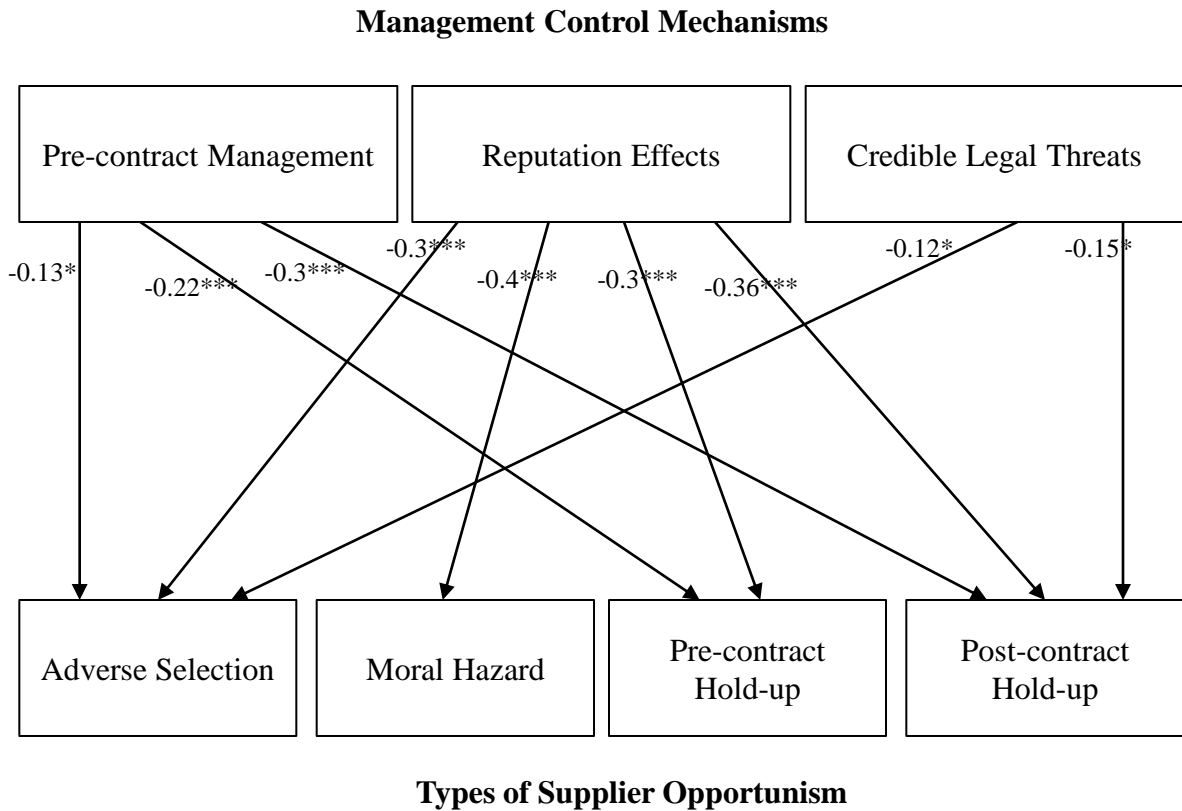 Management Control Mechanisms
Pre-contract Management
Reputation Effects
Credible Legal Threats
-0.13*
-0.22***
-0.3***
-0.3***
-0.4***
-0.3***
-0.36***
-0.12*
-0.15*
Adverse Selection
Moral Hazard
Pre-contract
Hold-up
Post-contract
Hold-up
Types of Supplier Opportunism